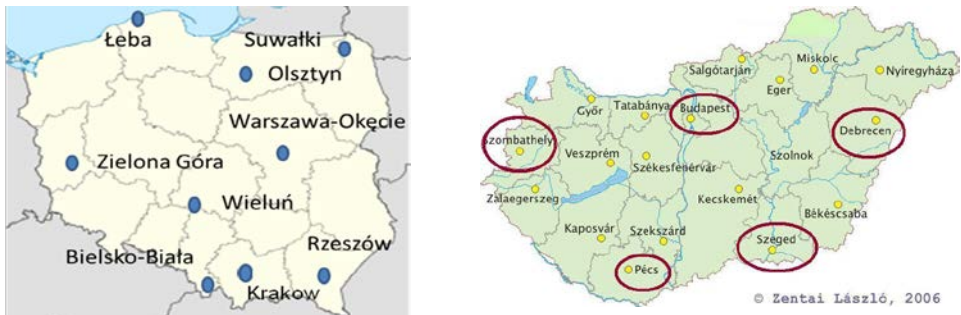 Łeba
Suwałki
Olsztyn
Warszawa-Okęcie
Zielona Góra
Wieluń
Rzeszów
Bielsko-Biała
Krakow
Miskolc
Salgótarján
Nyíregyháza
Eger
Győr
Tatabánya
Budapest
Debrecen
Szombathely
Veszprém
Székesfehérvár
Szolnok
Zalaegerszeg
Kecskemét
Békéscsaba
Kaposvár
Szekszárd
Szeged
Pécs
© Zentai László, 2006